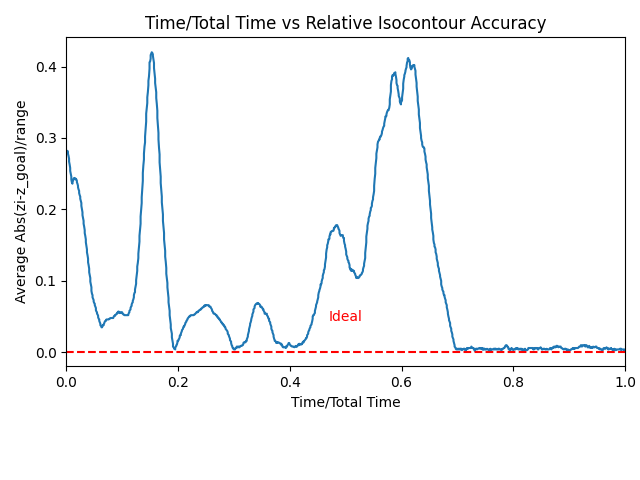 Time/Total Time vs Relative Isocontour Accuracy
Average Abs(zi-z_goal)/range
0.4
0.3
0.2
0.1
0.0
Ideal
0.0 0.2 0.4 0.6 0.8 1.0
Time/Total Time